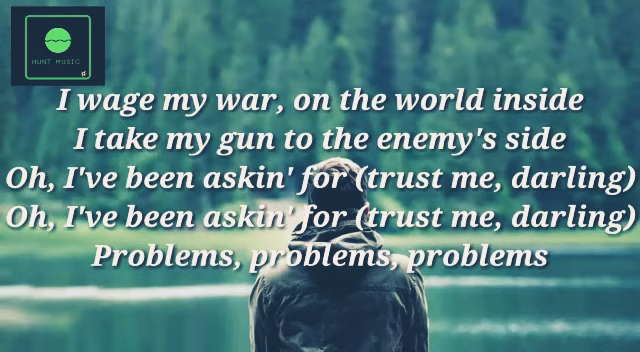 HUNT MUSIC
I wage my war, on the world inside
I take my gun to the enemy's side
Oh, I've been askin' for (trust me, darling)
Oh, I've been askin' for (trust me, darling)
Problems, problems, problems